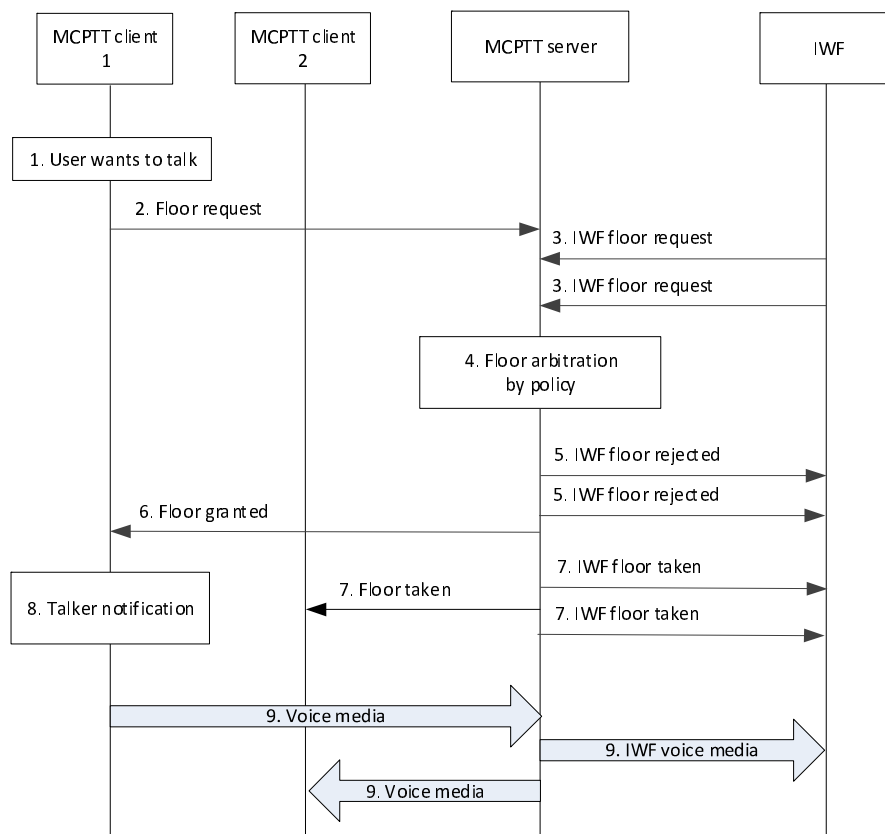 MCPTT client
1
MCPTT client
2
MCPTT server
IWF
1. User wants to talk
2. Floor request
3. IWF floor request
3. IWF floor request
4. Floor arbitration
by policy
5. IWF floor rejected
5. IWF floor rejected
6. Floor granted
7. IWF floor taken
7. Floor taken
8. Talker notification
7. IWF floor taken
9. Voice media
9. IWF voice media
9. Voice media